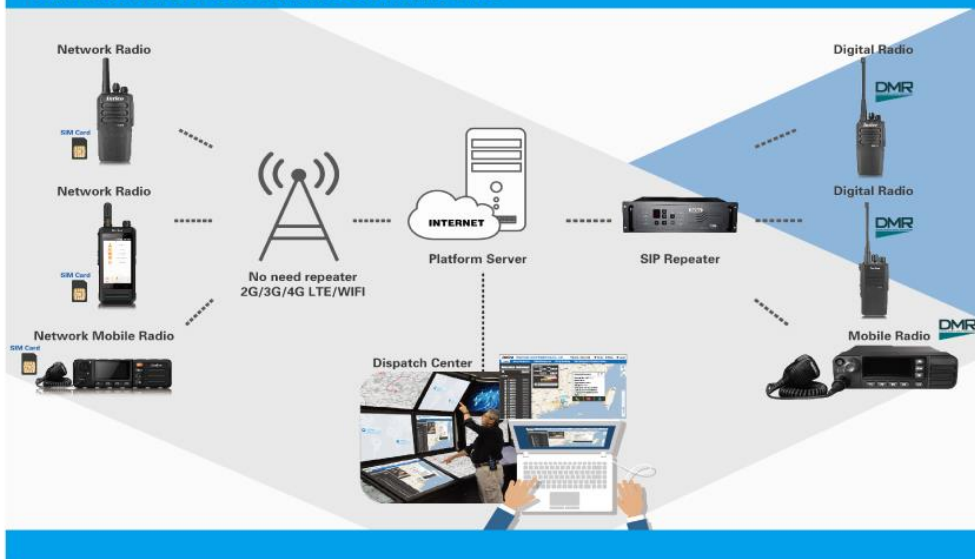 Network Radio
SIM Card
Network Radio
SIM Card
Network Mobile Radio
SIM Card
No need repeater
2G/3G/4G LTE/WIFI
INTERNET
Platform Server
Dispatch Center
SIP Repeater
Digital Radio
DMR
Digital Radio
DMR
Mobile Radio
DMR